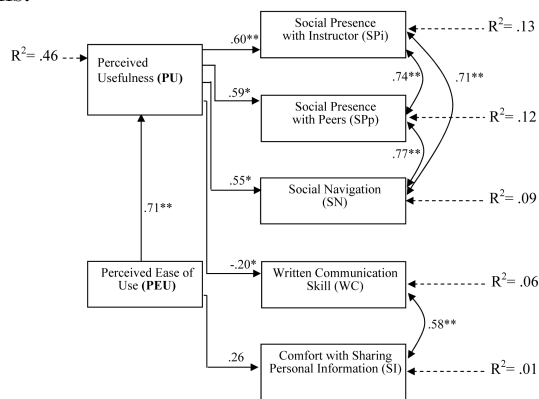 Social Presence
with Instructor (SPi)
R²= .13
.60**
R²= .46
Perceived
Usefulness (PU)
.74**
.71**
.59*
Social Presence
with Peers (SPp)
R²= .12
.77**
.55*
Social Navigation
(SN)
R²= .09
.71**
-.20*
Perceived Ease of
Use (PEU)
Written Communication
Skill (WC)
R²= .06
.58**
.26
Comfort with Sharing
Personal Information (SI)
R²= .01